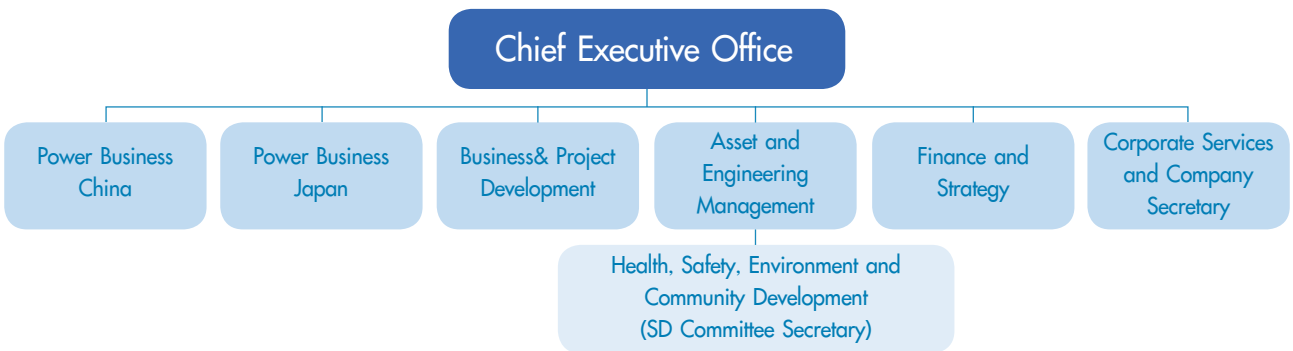 Chief Executive Office
Power Business
China
Power Business
Japan
Business& Project
Development
Asset and
Engineering
Management
Finance and
Strategy
Corporate Services
and Company
Secretary
Health, Safety, Environment and
Community Development
(SD Committee Secretary)